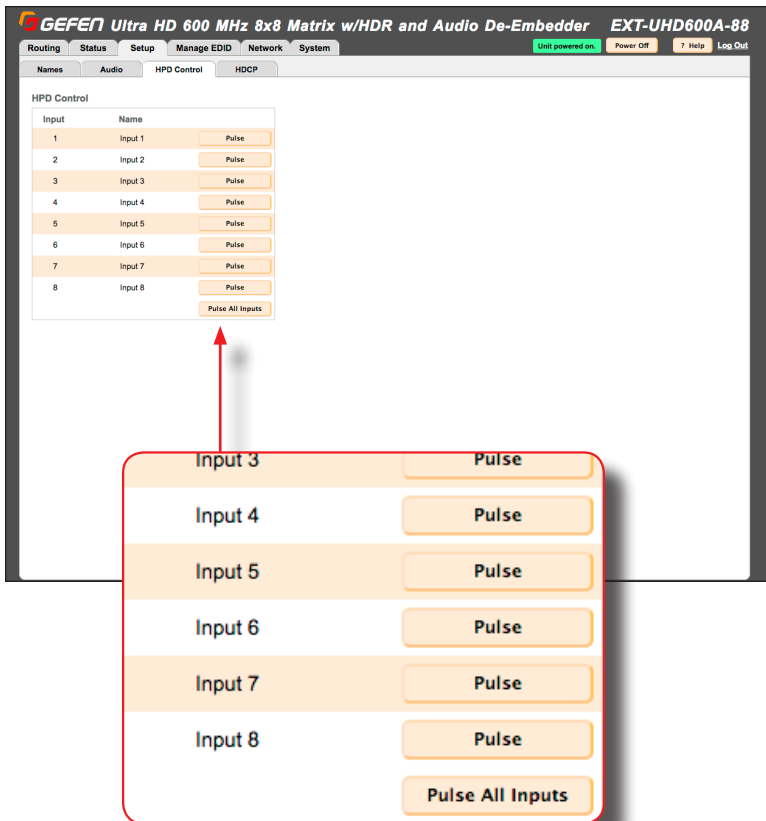 GEFEN Ultra HD 600 MHz 8x8 Matrix w/HDR and Audio De-Embedder EXT-UHD600A-88
Routing Status Setup Manage EDID Network System Unit powered on. Power Off ? Help Log Out
Names Audio HPD Control HDCP
HPD Control
Input Name
1 Input 1 Pulse
2 Input 2 Pulse
3 Input 3 Pulse
4 Input 4 Pulse
5 Input 5 Pulse
6 Input 6 Pulse
7 Input 7 Pulse
8 Input 8 Pulse
Pulse All Inputs
Input 3 Pulse
Input 4 Pulse
Input 5 Pulse
Input 6 Pulse
Input 7 Pulse
Input 8 Pulse
Pulse All Inputs